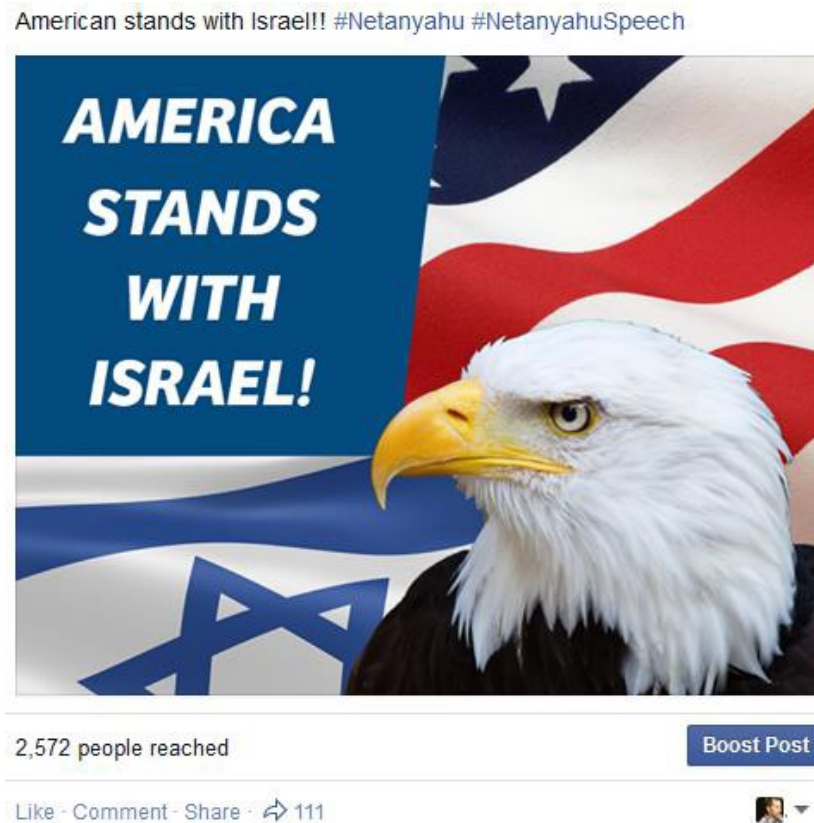 American stands with Israel!! #Netanyahu #NetanyahuSpeech
AMERICA
STANDS
WITH
ISRAEL!
2,572 people reached
Boost Post
Like · Comment · Share · 111